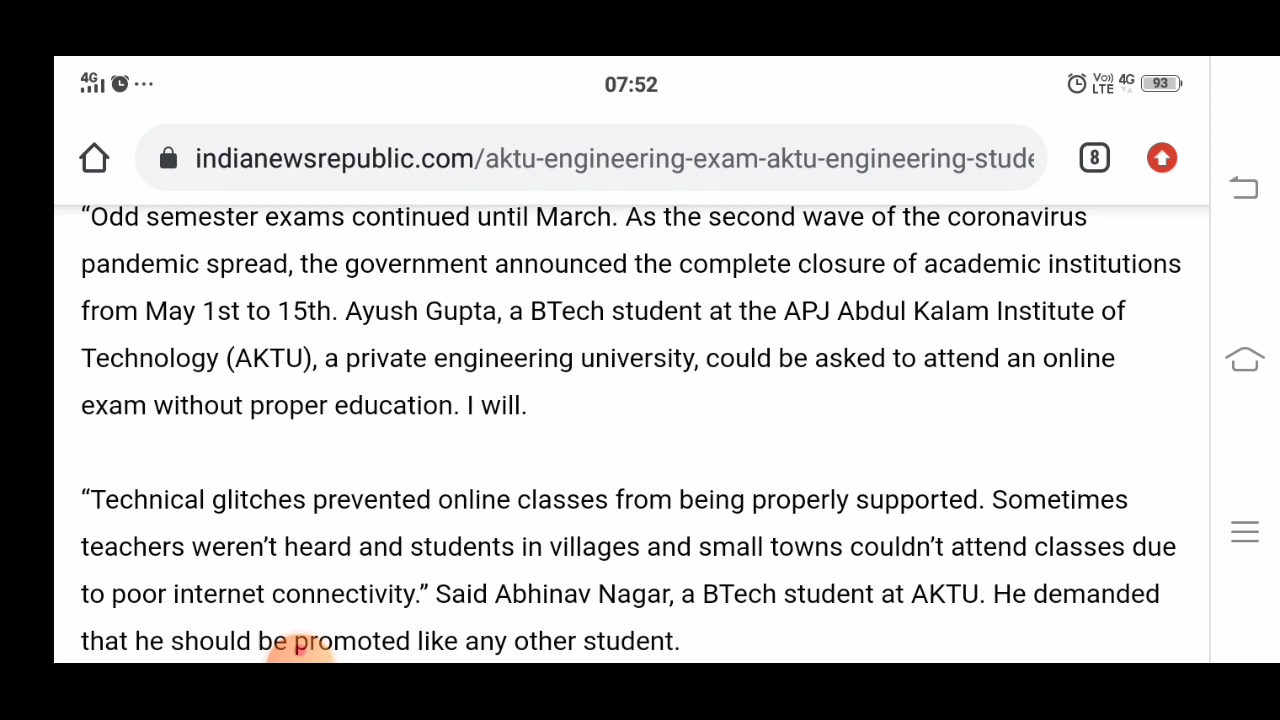 4G 07:52 Vo) LTE 4G 93
indianewsrepublic.com/aktu-engineering-exam-aktu-engineering-stude 8
“Odd semester exams continued until March. As the second wave of the coronavirus
pandemic spread, the government announced the complete closure of academic institutions
from May 1st to 15th. Ayush Gupta, a BTech student at the APJ Abdul Kalam Institute of
Technology (AKTU), a private engineering university, could be asked to attend an online
exam without proper education. I will.
“Technical glitches prevented online classes from being properly supported. Sometimes
teachers weren’t heard and students in villages and small towns couldn’t attend classes due
to poor internet connectivity.” Said Abhinav Nagar, a BTech student at AKTU. He demanded
that he should be promoted like any other student.